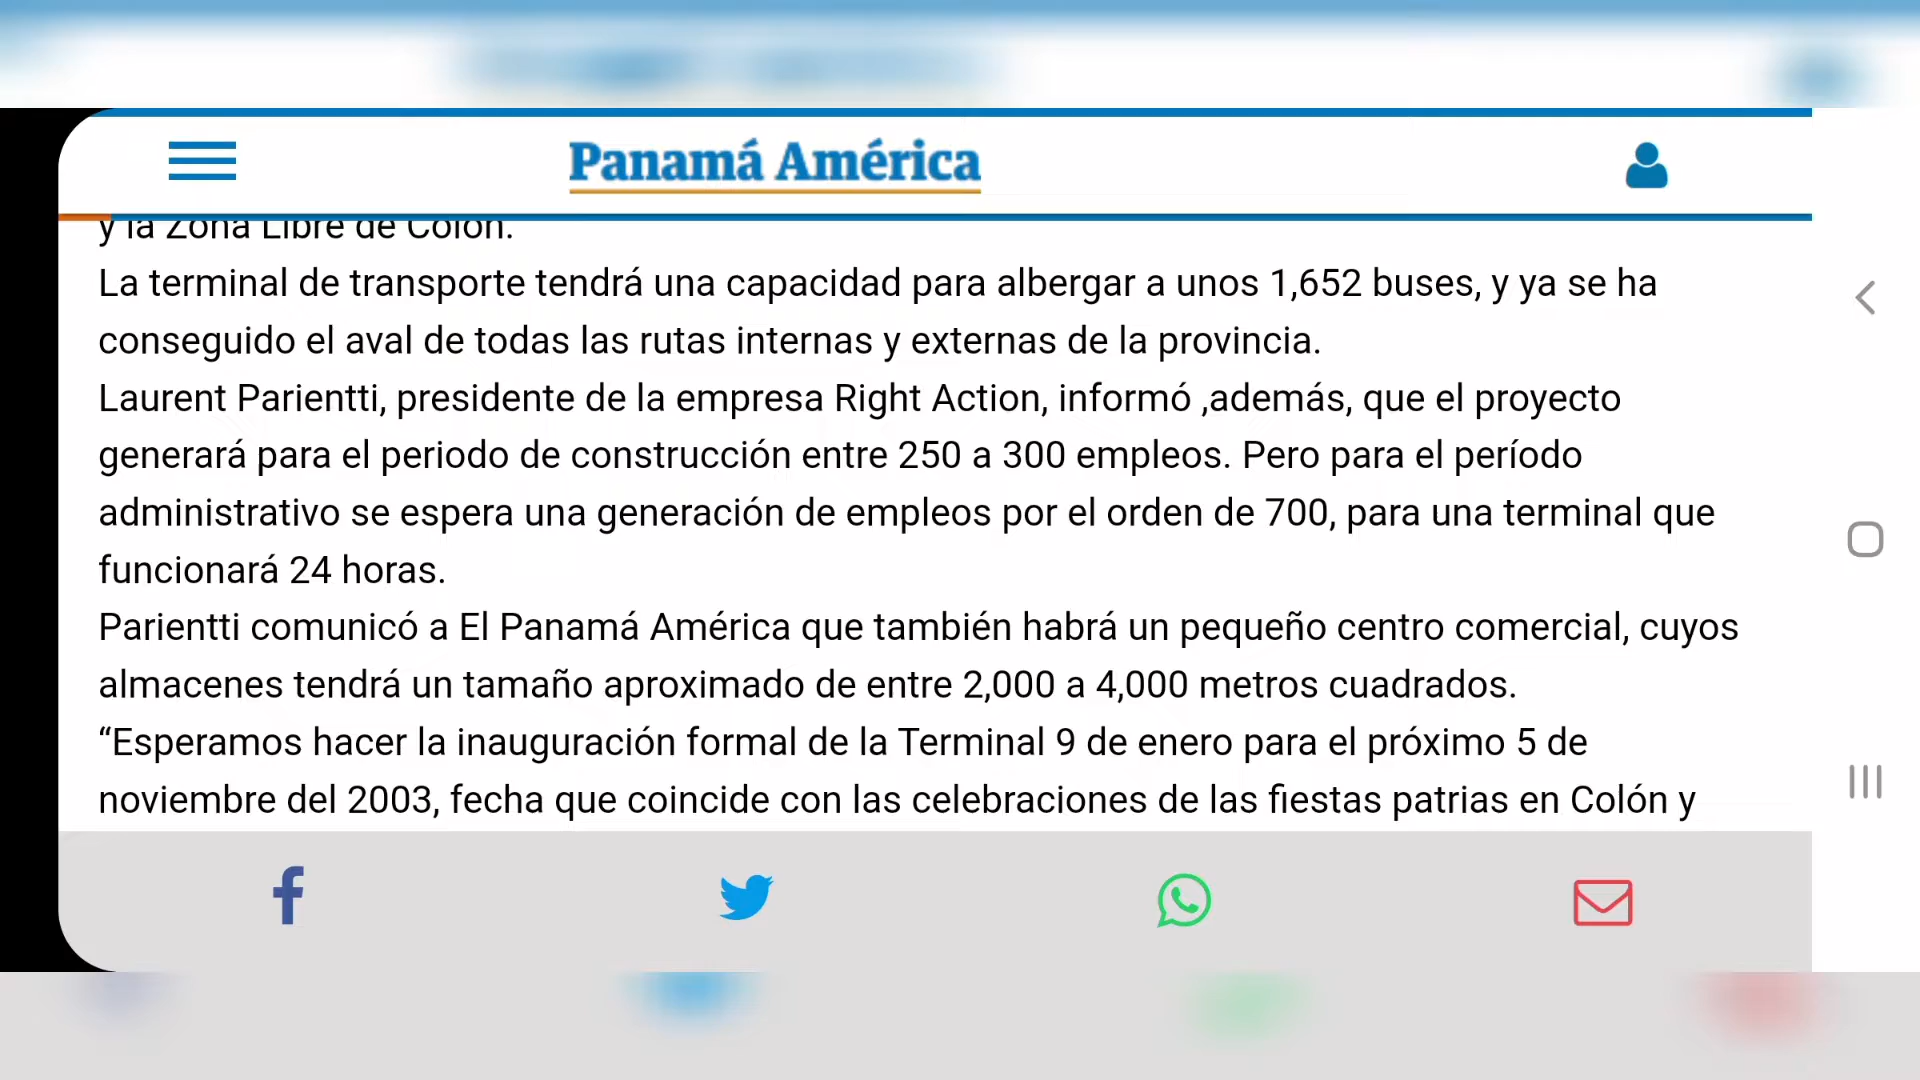 Panamá América
y la Zona Libre de Colón.
La terminal de transporte tendrá una capacidad para albergar a unos 1,652 buses, y ya se ha
conseguido el aval de todas las rutas internas y externas de la provincia.
Laurent Parientti, presidente de la empresa Right Action, informó ,además, que el proyecto
generará para el periodo de construcción entre 250 a 300 empleos. Pero para el período
administrativo se espera una generación de empleos por el orden de 700, para una terminal que
funcionará 24 horas.
Parientti comunicó a El Panamá América que también habrá un pequeño centro comercial, cuyos
almacenes tendrá un tamaño aproximado de entre 2,000 a 4,000 metros cuadrados.
“Esperamos hacer la inauguración formal de la Terminal 9 de enero para el próximo 5 de
noviembre del 2003, fecha que coincide con las celebraciones de las fiestas patrias en Colón y